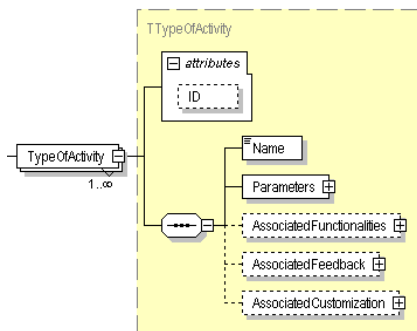 TTypeOfActivity
attributes
ID
TypeOfActivity
1..∞
Name
Parameters
AssociatedFunctionalities
AssociatedFeedback
AssociatedCustomization